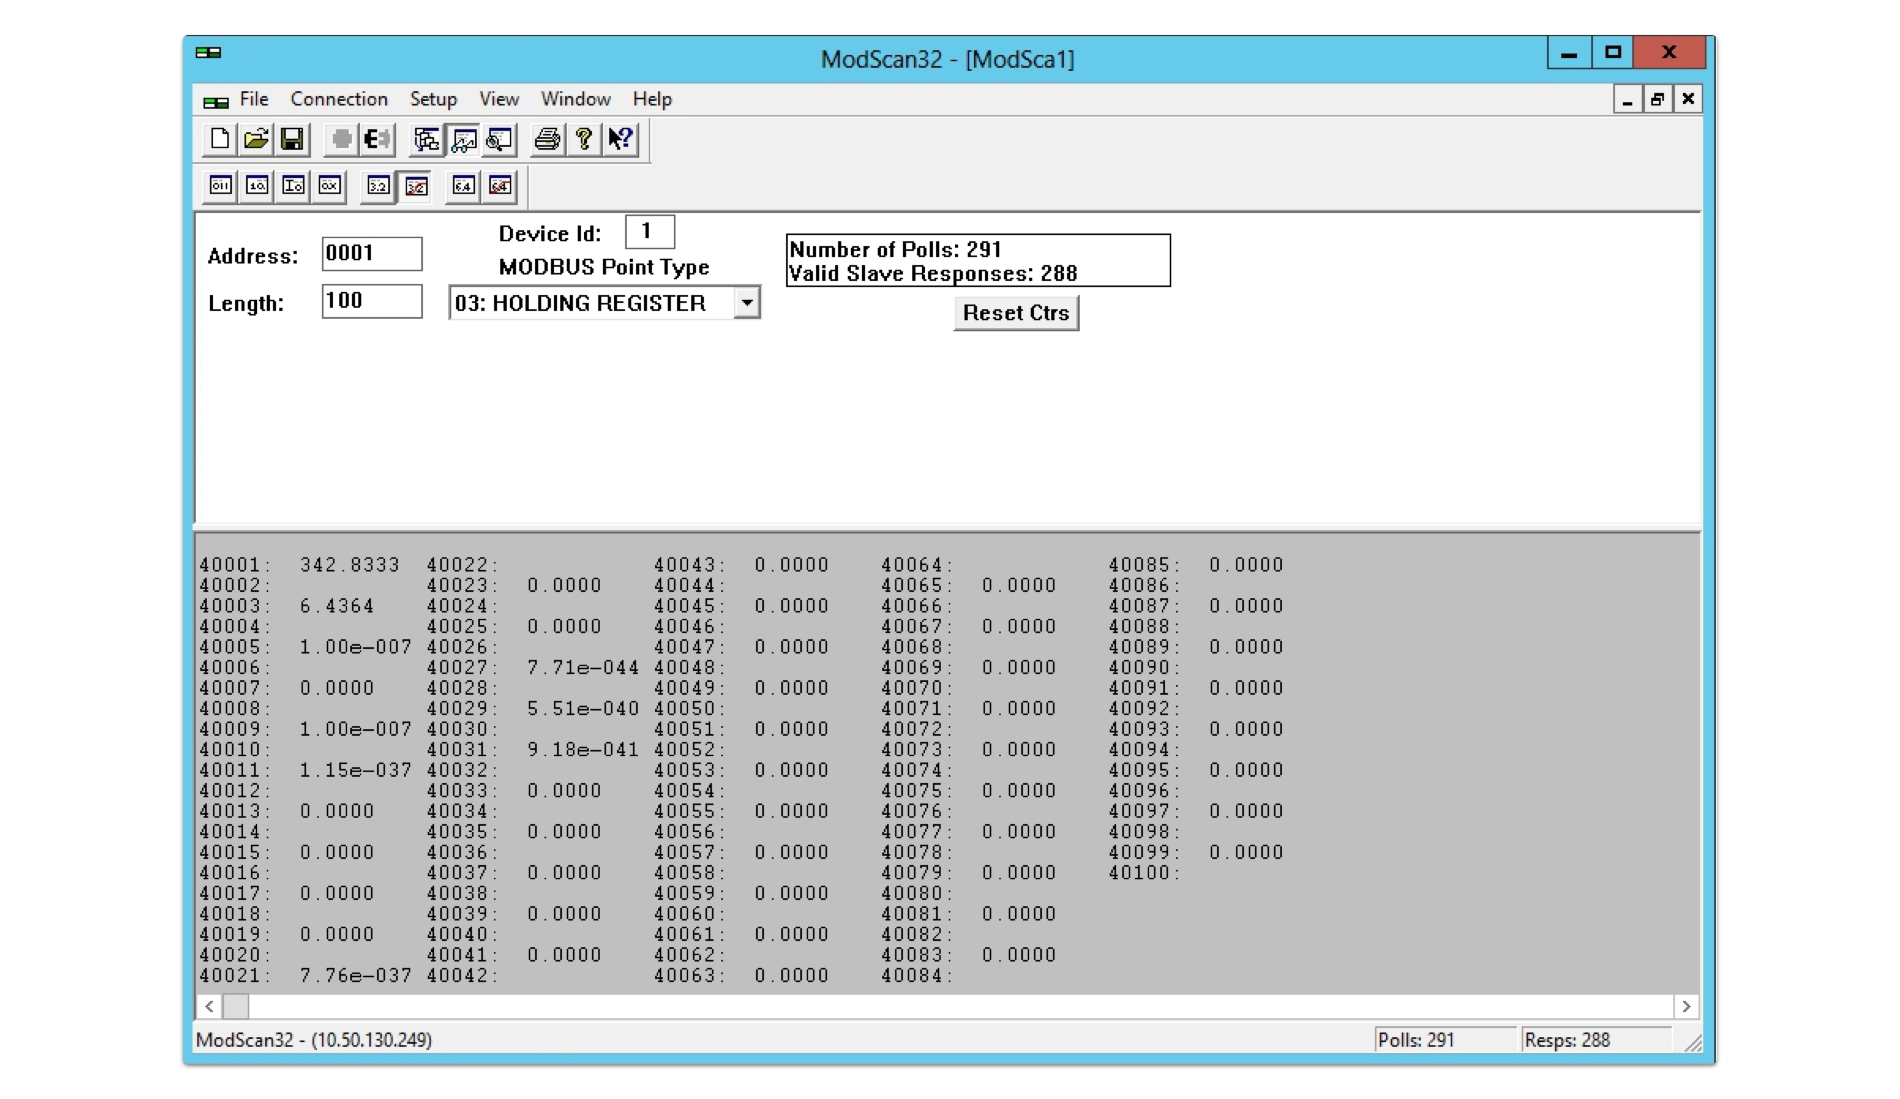 ModScan32 - [ModSca1]
File Connection Setup View Window Help
Device Id: 1
Address: 0001
MODBUS Point Type
Length: 100
03: HOLDING REGISTER
Number of Polls: 291
Valid Slave Responses: 288
Reset Ctrs
40001: 342.8333 40022: 40043: 0.0000 40064: 40085: 0.0000
40002: 40023: 0.0000 40044: 40065: 0.0000 40086:
40003: 6.4364 40024: 40045: 0.0000 40066: 40087: 0.0000
40004: 40025: 0.0000 40046: 40067: 0.0000 40088:
40005: 1.00e-007 40026: 40047: 0.0000 40068: 40089: 0.0000
40006: 40027: 7.71e-044 40048: 40069: 0.0000 40090:
40007: 0.0000 40028: 40049: 0.0000 40070: 40091: 0.0000
40008: 40029: 5.51e-040 40050: 40071: 0.0000 40092:
40009: 1.00e-007 40030: 40051: 0.0000 40072: 40093: 0.0000
40010: 40031: 9.18e-041 40052: 40073: 0.0000 40094:
40011: 1.15e-037 40032: 40053: 0.0000 40074: 40095: 0.0000
40012: 40033: 0.0000 40054: 40075: 0.0000 40096:
40013: 0.0000 40034: 40055: 0.0000 40076: 40097: 0.0000
40014: 40035: 0.0000 40056: 40077: 0.0000 40098:
40015: 0.0000 40036: 40057: 0.0000 40078: 40099: 0.0000
40016: 40037: 0.0000 40058: 40079: 0.0000 40100:
40017: 0.0000 40038: 40059: 0.0000 40080:
40018: 40039: 0.0000 40060: 40081: 0.0000
40019: 0.0000 40040: 40061: 0.0000 40082:
40020: 40041: 0.0000 40062: 40083: 0.0000
40021: 7.76e-037 40042: 40063: 0.0000 40084:
ModScan32 - (10.50.130.249)
Polls: 291
Resps: 288